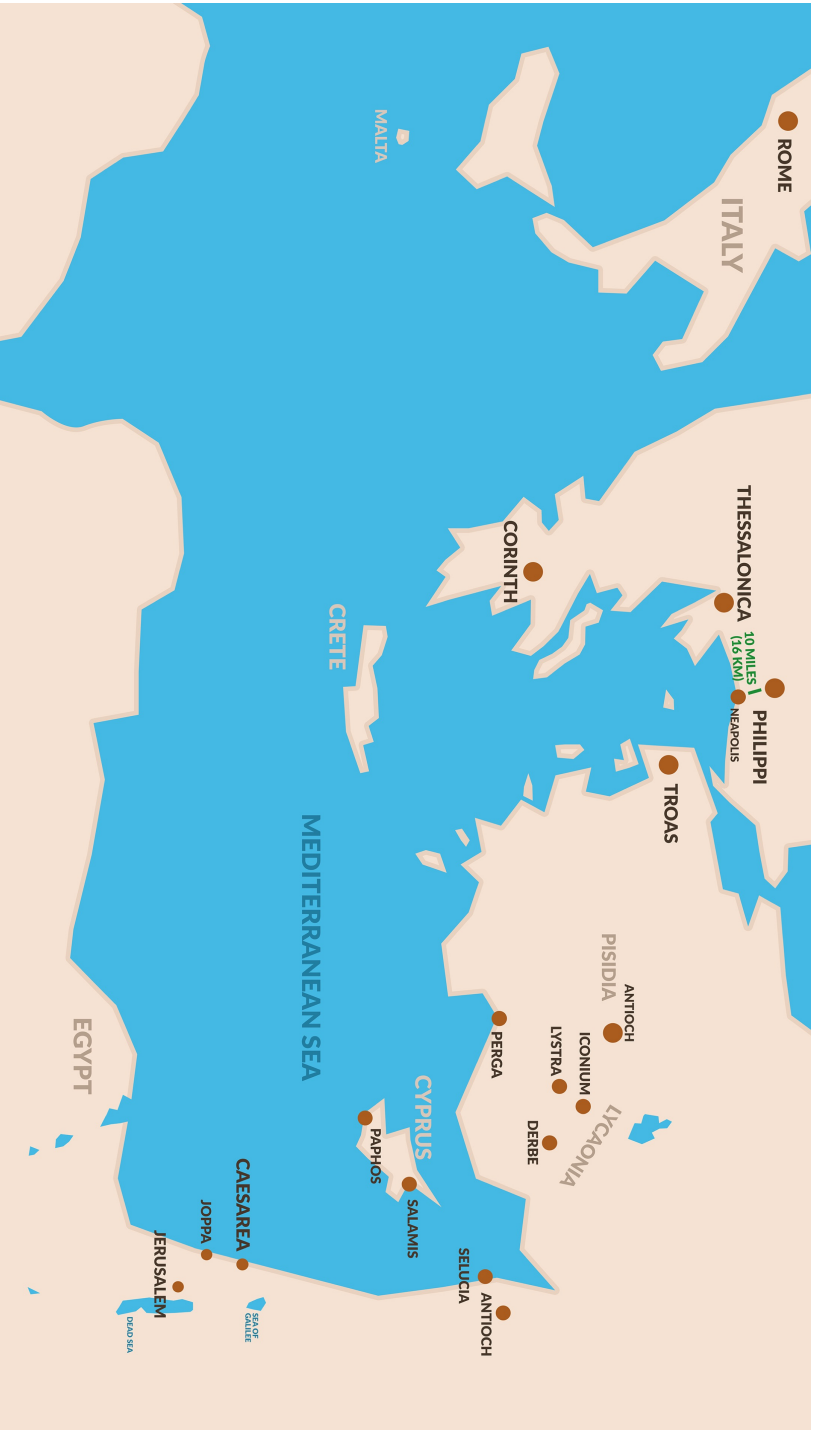 ROME
ITALY
MALTA
THESSALONICA
10 MILES
(16 KM)
PHILIPPI
NEAPOLIS
TROAS
CORINTH
CRETE
MEDITERRANEAN SEA
PISIDIA
ANTIOCH
ICONIUM
LYSTRA
LYCAONIA
DERBE
PERGA
CYPRUS
PAPHOS
SALAMIS
SELUCIA
ANTIOCH
EGYPT
CAESAREA
JOPPA
JERUSALEM
SEA OF
GALILEE
DEAD SEA